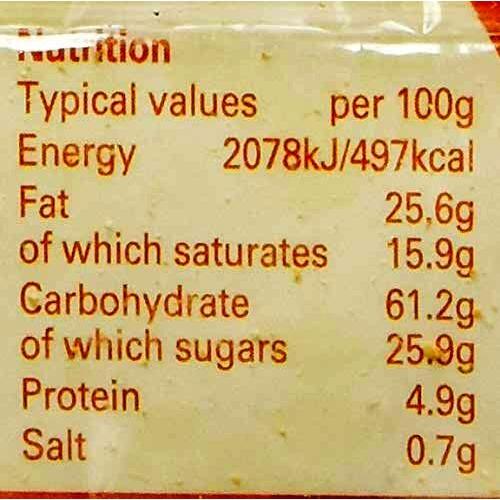 Nutrition
Typical values per 100g
Energy 2078kJ/497kcal
Fat 25.6g
of which saturates 15.9g
Carbohydrate 61.2g
of which sugars 25.9g
Protein 4.9g
Salt 0.7g